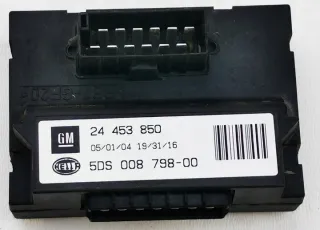 GM
24 453 850
05/01/04 19/31/16
HELLA
5DS 008 798-00